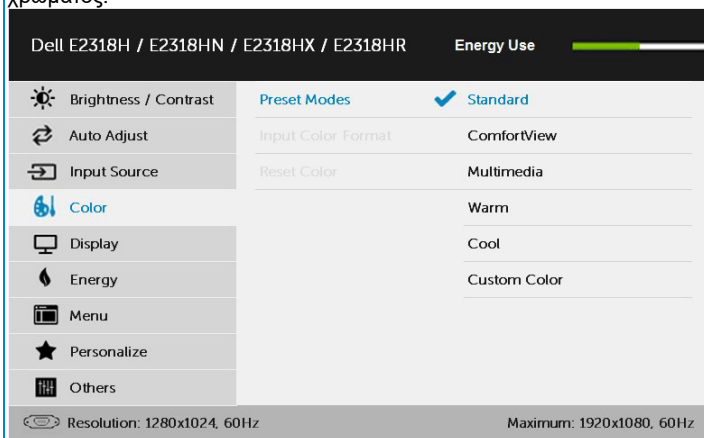 χρώματος.
Dell E2318H / E2318HN / E2318HX / E2318HR Energy Use
Brightness / Contrast Preset Modes Standard
Auto Adjust Input Color Format ComfortView
Input Source Reset Color Multimedia
Color Warm
Display Cool
Energy Custom Color
Menu
Personalize
Others
Resolution: 1280x1024, 60Hz Maximum: 1920x1080, 60Hz